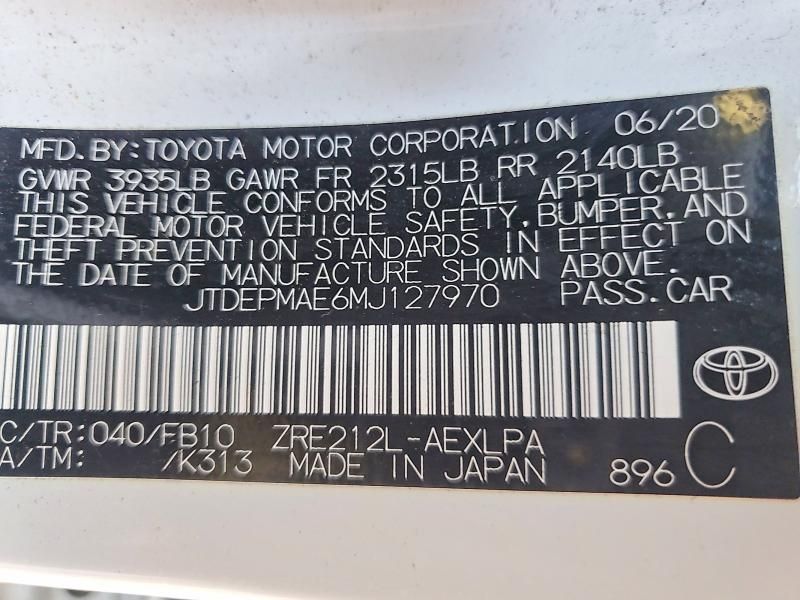 MFD. BY: TOYOTA MOTOR CORPORATION 06/20
GVWR 3935LB GAWR FR 2315LB RR 2140LB
THIS VEHICLE CONFORMS TO ALL APPLICABLE
FEDERAL MOTOR VEHICLE SAFETY, BUMPER, AND
THEFT PREVENTION STANDARDS IN EFFECT ON
THE DATE OF MANUFACTURE SHOWN ABOVE.
JTDEPMAE6MJ127970 PASS.CAR
C/TR: 040/FB10 ZRE212L-AEXLPA
A/TM: /K313 MADE IN JAPAN 896 C